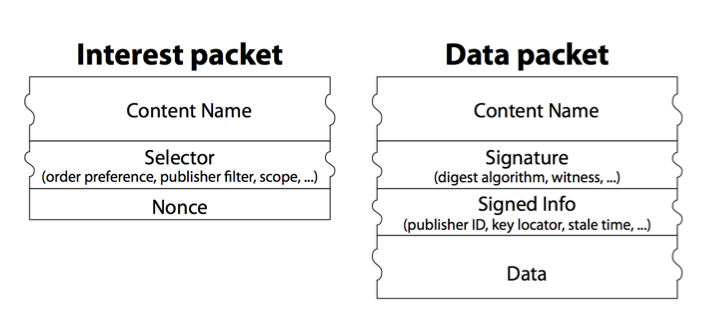 Interest packet
Content Name
Selector
(order preference, publisher filter, scope, ...)
Nonce
Data packet
Content Name
Signature
(digest algorithm, witness, ...)
Signed Info
(publisher ID, key locator, stale time, ...)
Data